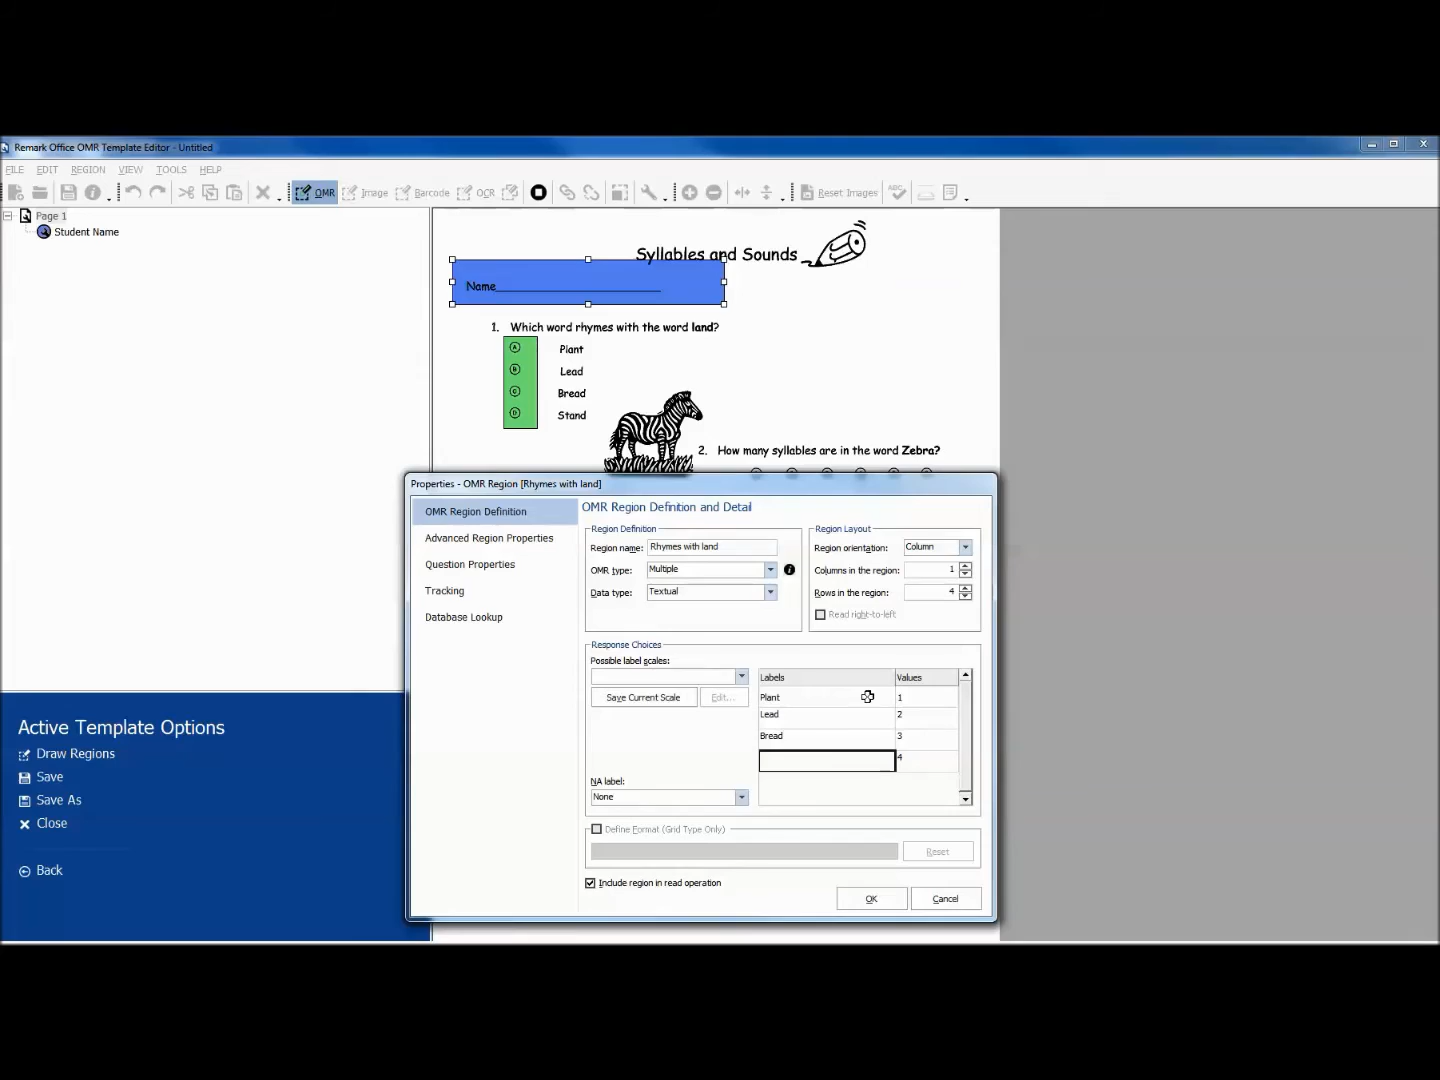 Remark Office OMR Template Editor - Untitled
FILE EDIT REGION VIEW TOOLS HELP
OMR Image Barcode OCR Reset Images
Page 1
Student Name
Syllables and Sounds
Name
1. Which word rhymes with the word land?
A Plant
B Lead
C Bread
D Stand
2. How many syllables are in the word Zebra?
Properties - OMR Region [Rhymes with land]
OMR Region Definition
Advanced Region Properties
Question Properties
Tracking
Database Lookup
OMR Region Definition and Detail
Region Definition
Region name: Rhymes with land
OMR type: Multiple
Data type: Textual
Region Layout
Region orientation: Column
Columns in the region: 1
Rows in the region: 4
Read right-to-left
Response Choices
Possible label scales:
Save Current Scale Edit...
NA label:
None
Labels Values
Plant 1
Lead 2
Bread 3
4
Define Format (Grid Type Only)
Reset
Include region in read operation
OK Cancel
Active Template Options
Draw Regions
Save
Save As
Close
Back